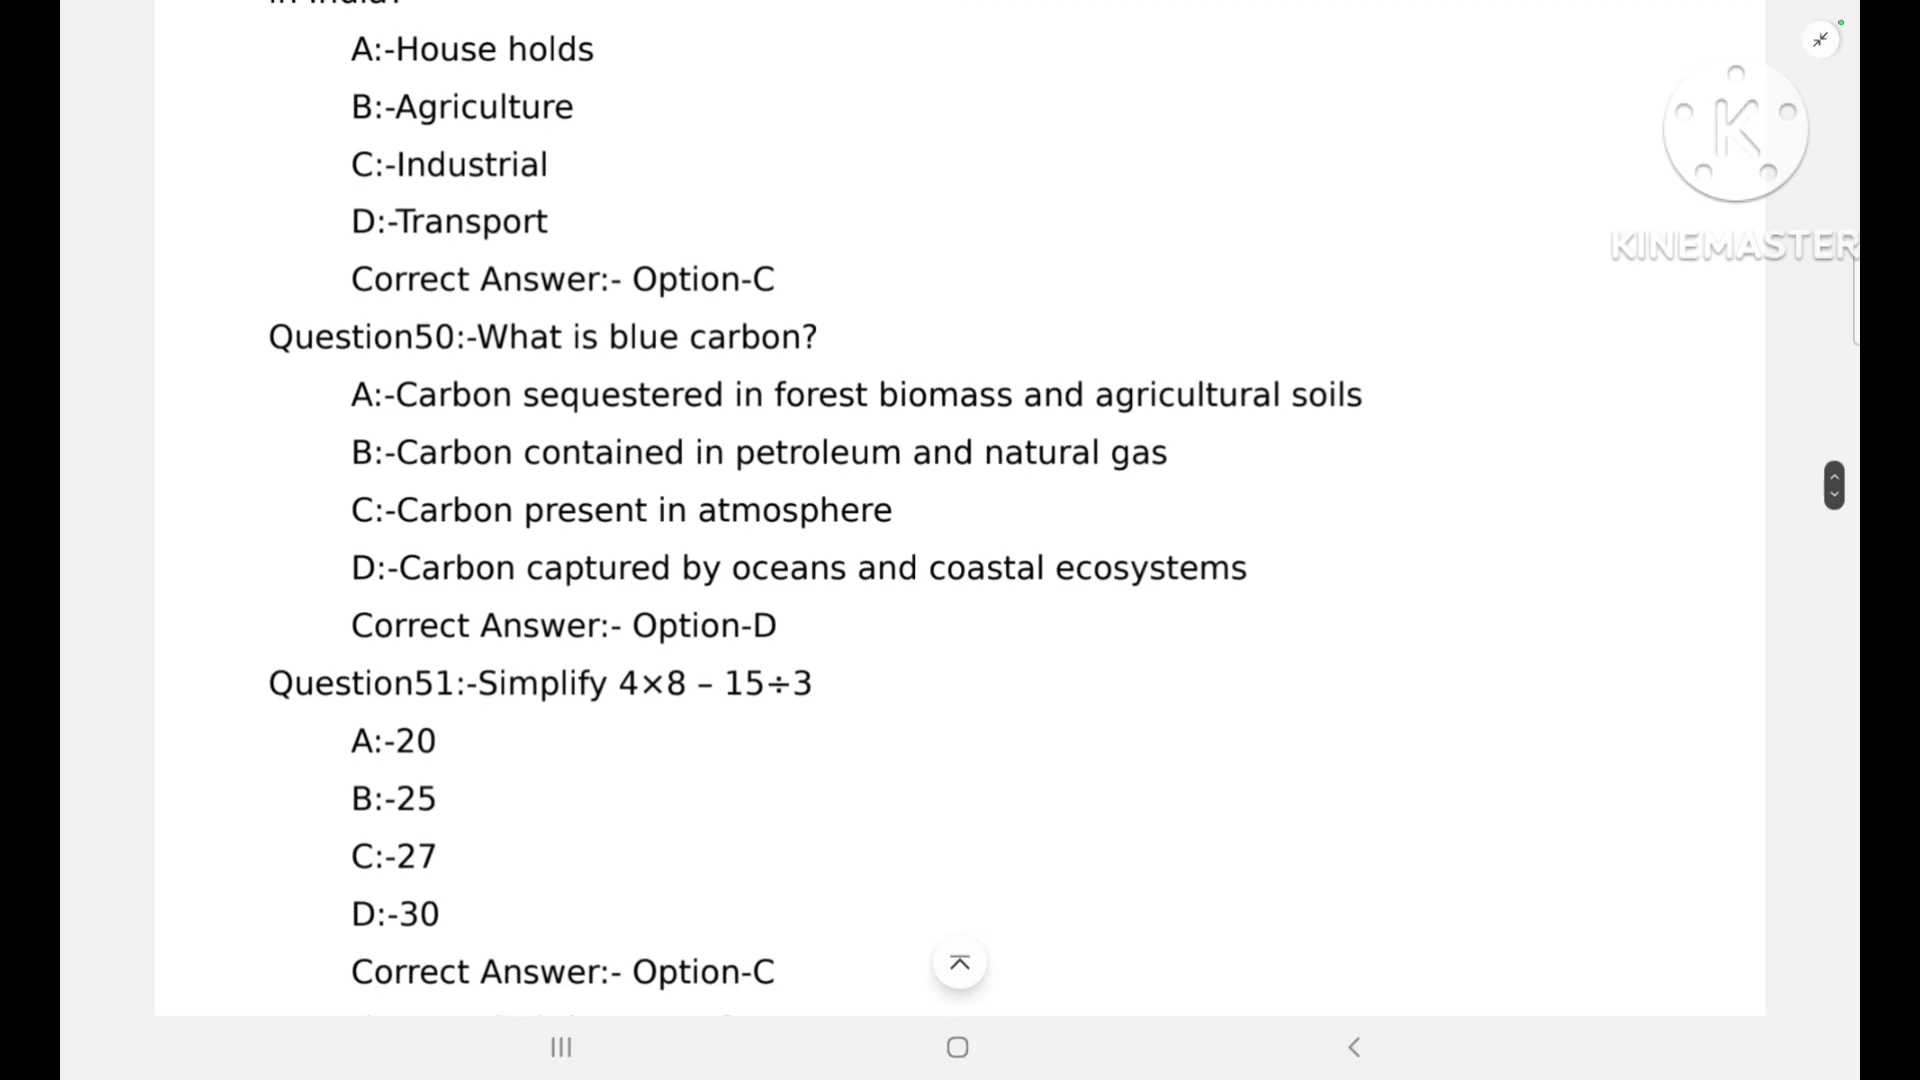 in India?
A:-House holds
B:-Agriculture
C:-Industrial
D:-Transport
Correct Answer:- Option-C
Question50:-What is blue carbon?
A:-Carbon sequestered in forest biomass and agricultural soils
B:-Carbon contained in petroleum and natural gas
C:-Carbon present in atmosphere
D:-Carbon captured by oceans and coastal ecosystems
Correct Answer:- Option-D
Question51:-Simplify 4×8 – 15÷3
A:-20
B:-25
C:-27
D:-30
Correct Answer:- Option-C
K
KINEMASTER